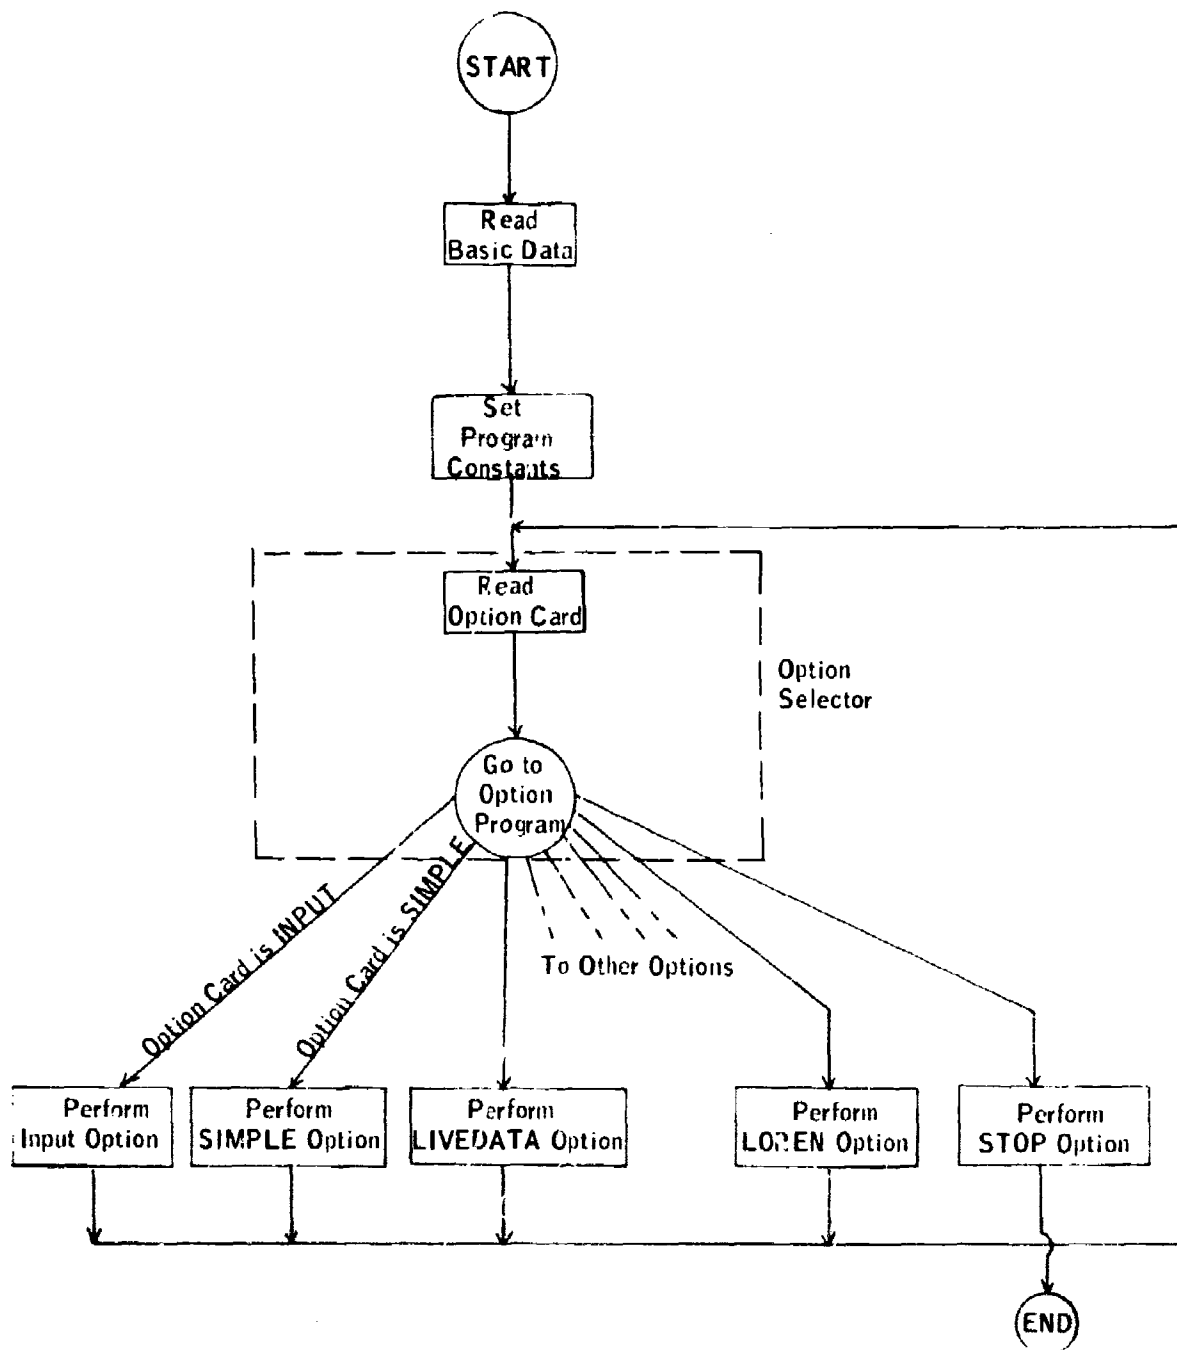 START
Read
Basic Data
Set
Program
Constants
Read
Option Card
Option
Selector
Go to
Option
Program
Option Card is INPUT
Option Card is SIMPLE
To Other Options
Perform
Input Option
Perform
SIMPLE Option
Perform
LIVEDATA Option
Perform
LOREN Option
Perform
STOP Option
END